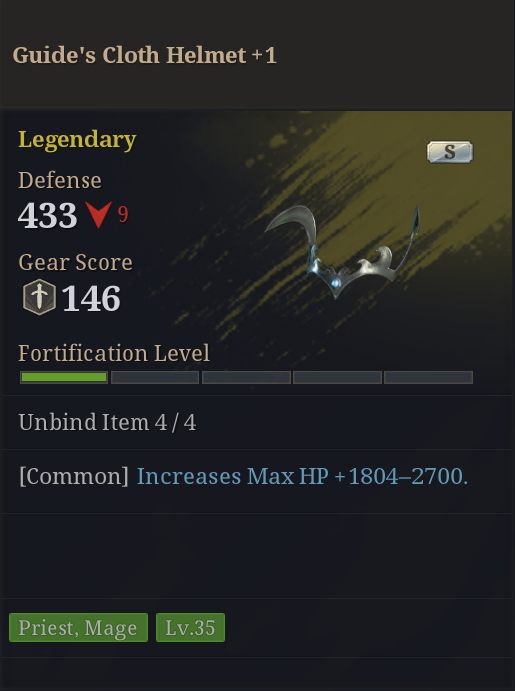 Guide's Cloth Helmet +1
Legendary
S
Defense
433 9
Gear Score
146
Fortification Level
Unbind Item 4 / 4
[Common] Increases Max HP +1804–2700.
Priest, Mage Lv.35